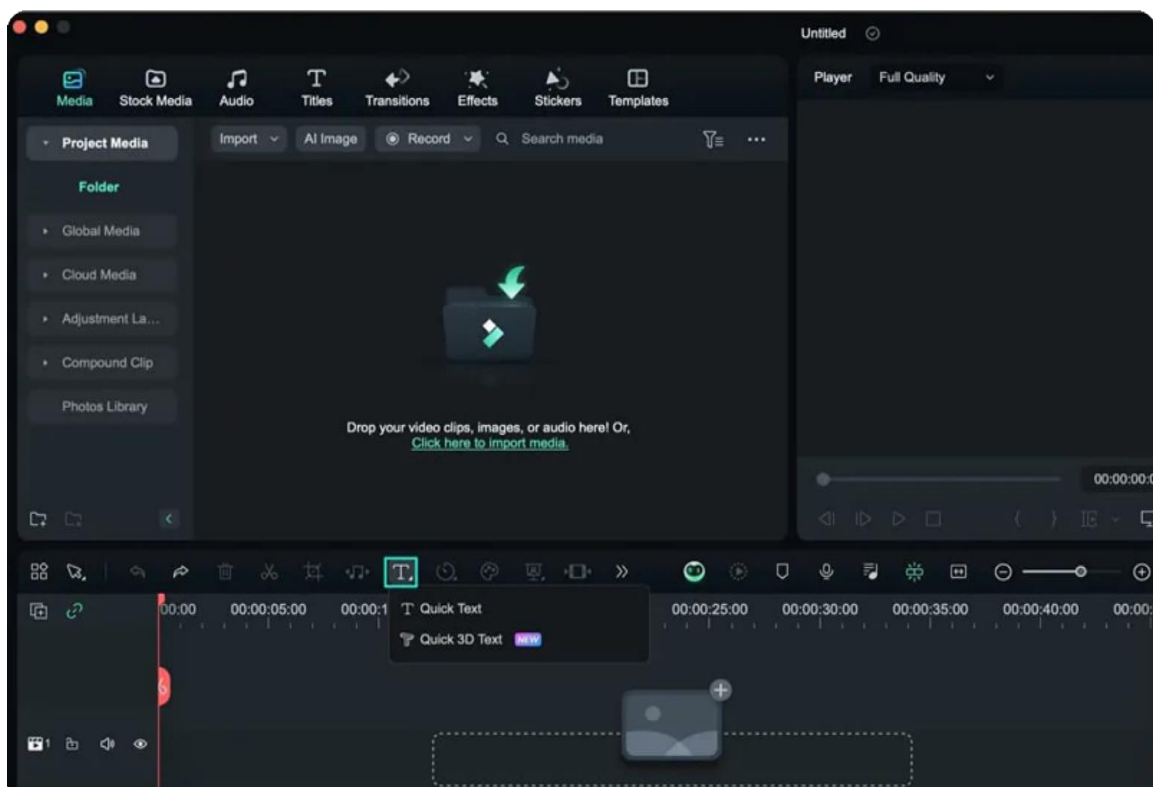 Untitled
Media Stock Media Audio Titles Transitions Effects Stickers Templates
Player Full Quality
Project Media
Import AI Image Record Search media
Folder
Global Media
Cloud Media
Adjustment La...
Compound Clip
Photos Library
Drop your video clips, images, or audio here! Or,
Click here to import media.
00:00:00:0
00:00 00:00:05:00 00:00:1 00:00:25:00 00:00:30:00 00:00:35:00 00:00:40:00 00:00:
T Quick Text
Quick 3D Text NEW
1